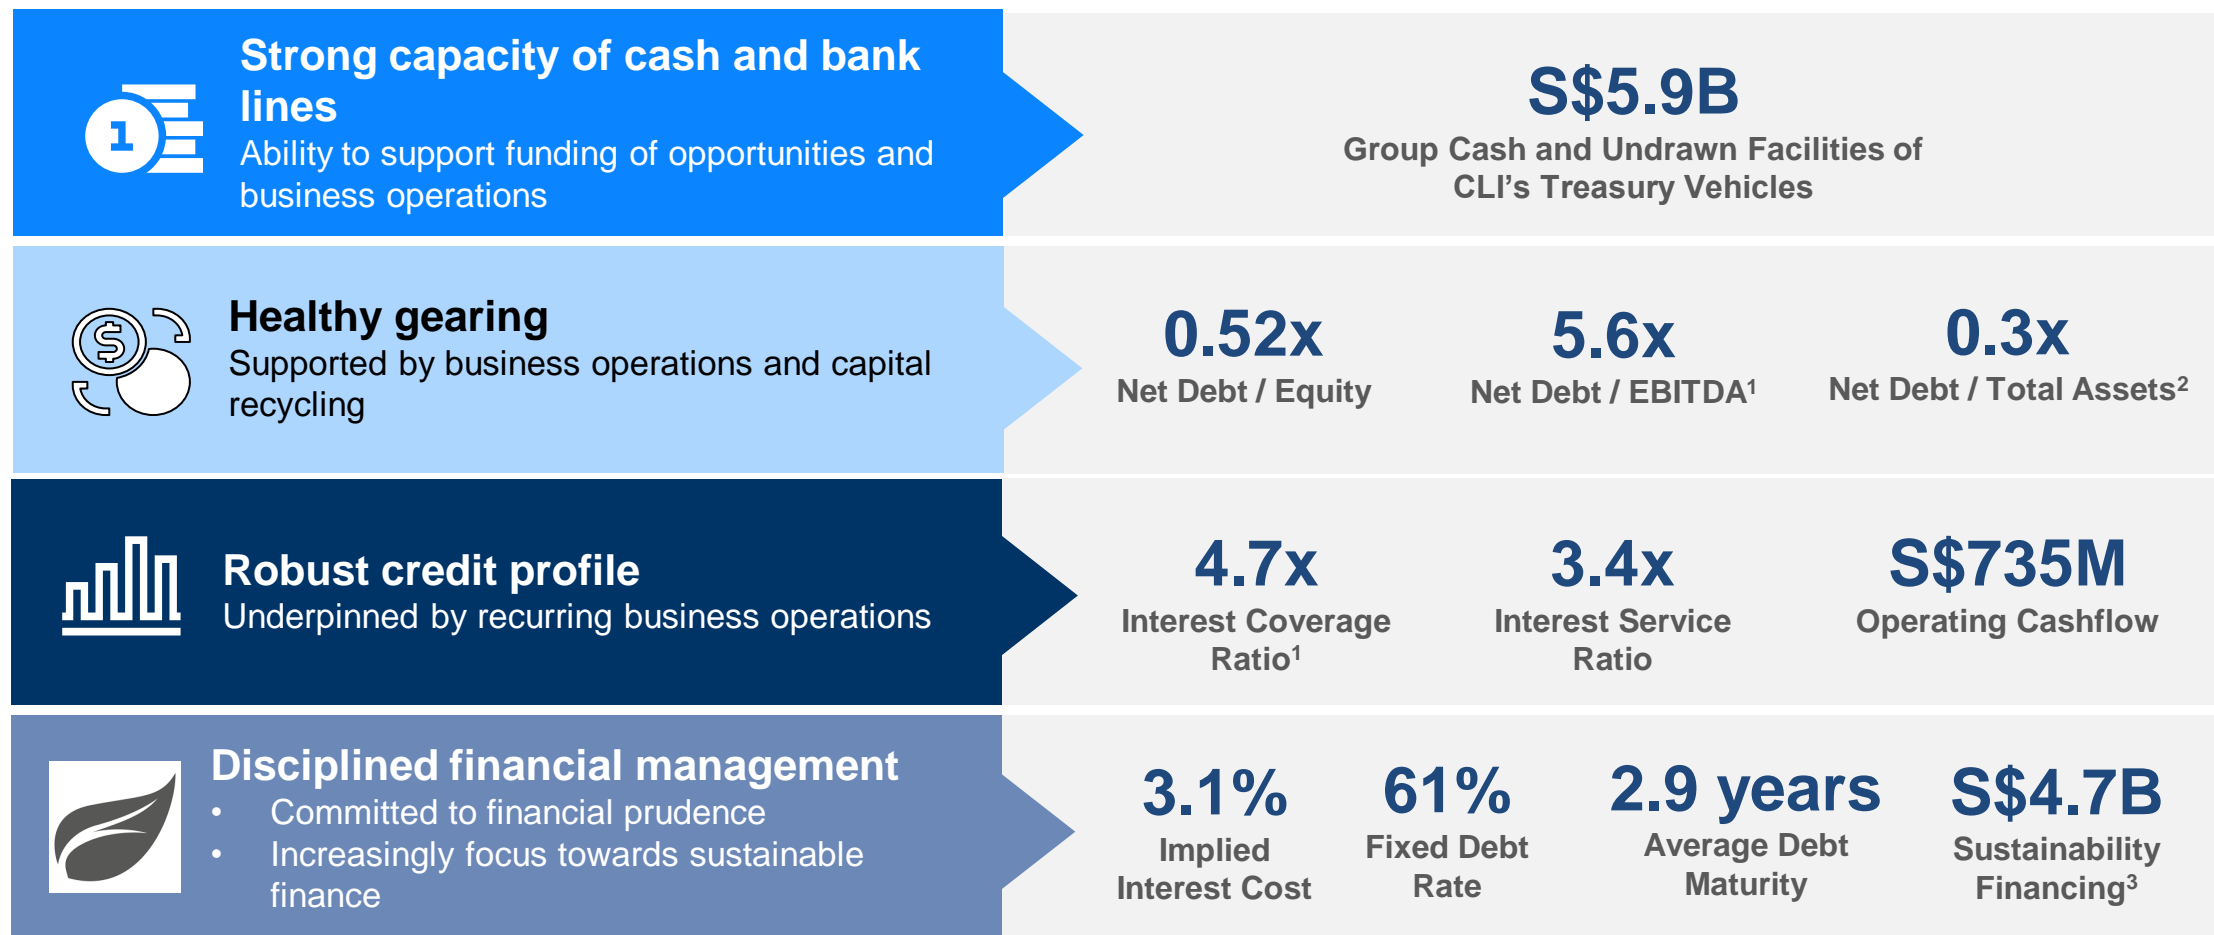 1
Strong capacity of cash and bank
lines
Ability to support funding of opportunities and
business operations
S$5.9B
Group Cash and Undrawn Facilities of
CLI’s Treasury Vehicles
$
Healthy gearing
Supported by business operations and capital
recycling
0.52x
Net Debt / Equity
5.6x
Net Debt / EBITDA¹
0.3x
Net Debt / Total Assets²
Robust credit profile
Underpinned by recurring business operations
4.7x
Interest Coverage
Ratio¹
3.4x
Interest Service
Ratio
S$735M
Operating Cashflow
Disciplined financial management
• Committed to financial prudence
• Increasingly focus towards sustainable
finance
3.1%
Implied
Interest Cost
61%
Fixed Debt
Rate
2.9 years
Average Debt
Maturity
S$4.7B
Sustainability
Financing³